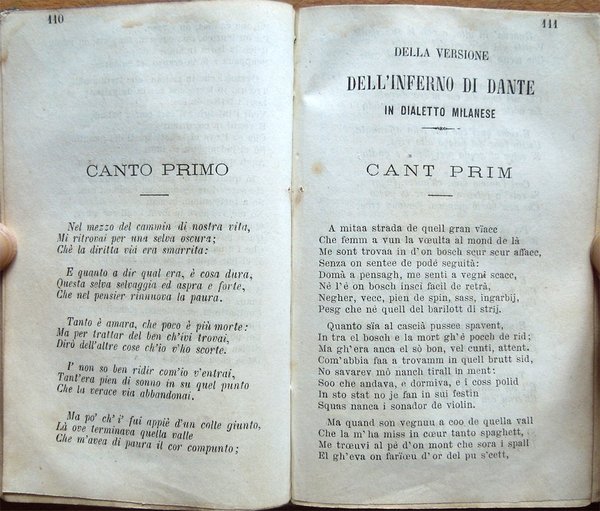 110
CANTO PRIMO
Nel mezzo del cammin di nostra vita,
Mi ritrovai per una selva oscura;
Chè la diritta via era smarrita:
E quanto a dir qual era, è cosa dura,
Questa selva selvaggia ed aspra e forte,
Che nel pensier rinnuova la paura.
Tanto è amara, che poco è più morte:
Ma per trattar del ben ch'ivi trovai,
Dirò dell'altre cose ch'io v'ho scorte.
I' non so ben ridir com'io v'entrai,
Tant'era pien di sonno in su quel punto
Che la verace via abbandonai.
Ma po' ch' i' fui appiè d'un colle giunto,
Là ove terminava quella valle
Che m'avea di paura il cor compunto;
111
DELLA VERSIONE
DELL'INFERNO DI DANTE
IN DIALETTO MILANESE
CANT PRIM
A mitaa strada de quell gran vïacc
Che femm a vun la vœulta al mond de là
Me sont trovaa in d'on bosch scur scur affacc,
Senza on sentee de podè seguità:
Domà a pensagh, me senti a vegnì scacc,
Nè l'é on bosch inscì facil de retrà,
Negher, vecc, pien de spin, sass, ingarbij,
Pesg che nè quell del barilott di strij.
Quanto sïa al cascià pussee spavent,
In tra el bosch e la mort gh'é pocch de rid;
Ma gh'era anca el sò bon, vel cunti, attent.
Com'abbia faa a trovamm in quell brutt sid,
No savarev mò nanch tirall in ment:
Soo che andava, e dormiva, e i coss polid
In sto stat no je fan in sui festin
Squas nanca i sonador de violin.
Ma quand son vegnuu a coo de quella vall
Che la m'ha miss in cœur tanto spaghett,
Me trœuvi al pè d'on mont che sora i spall
El gh'eva on farïœu d'or del pu s'cett,